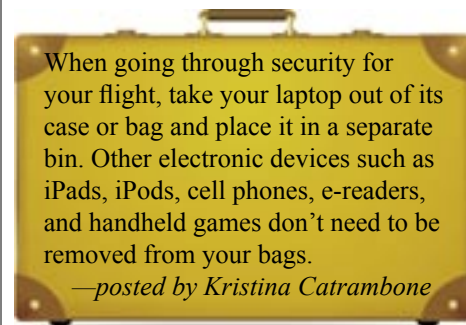 When going through security for
your flight, take your laptop out of its
case or bag and place it in a separate
bin. Other electronic devices such as
iPads, iPods, cell phones, e-readers,
and handheld games don’t need to be
removed from your bags.
—posted by Kristina Catrambone